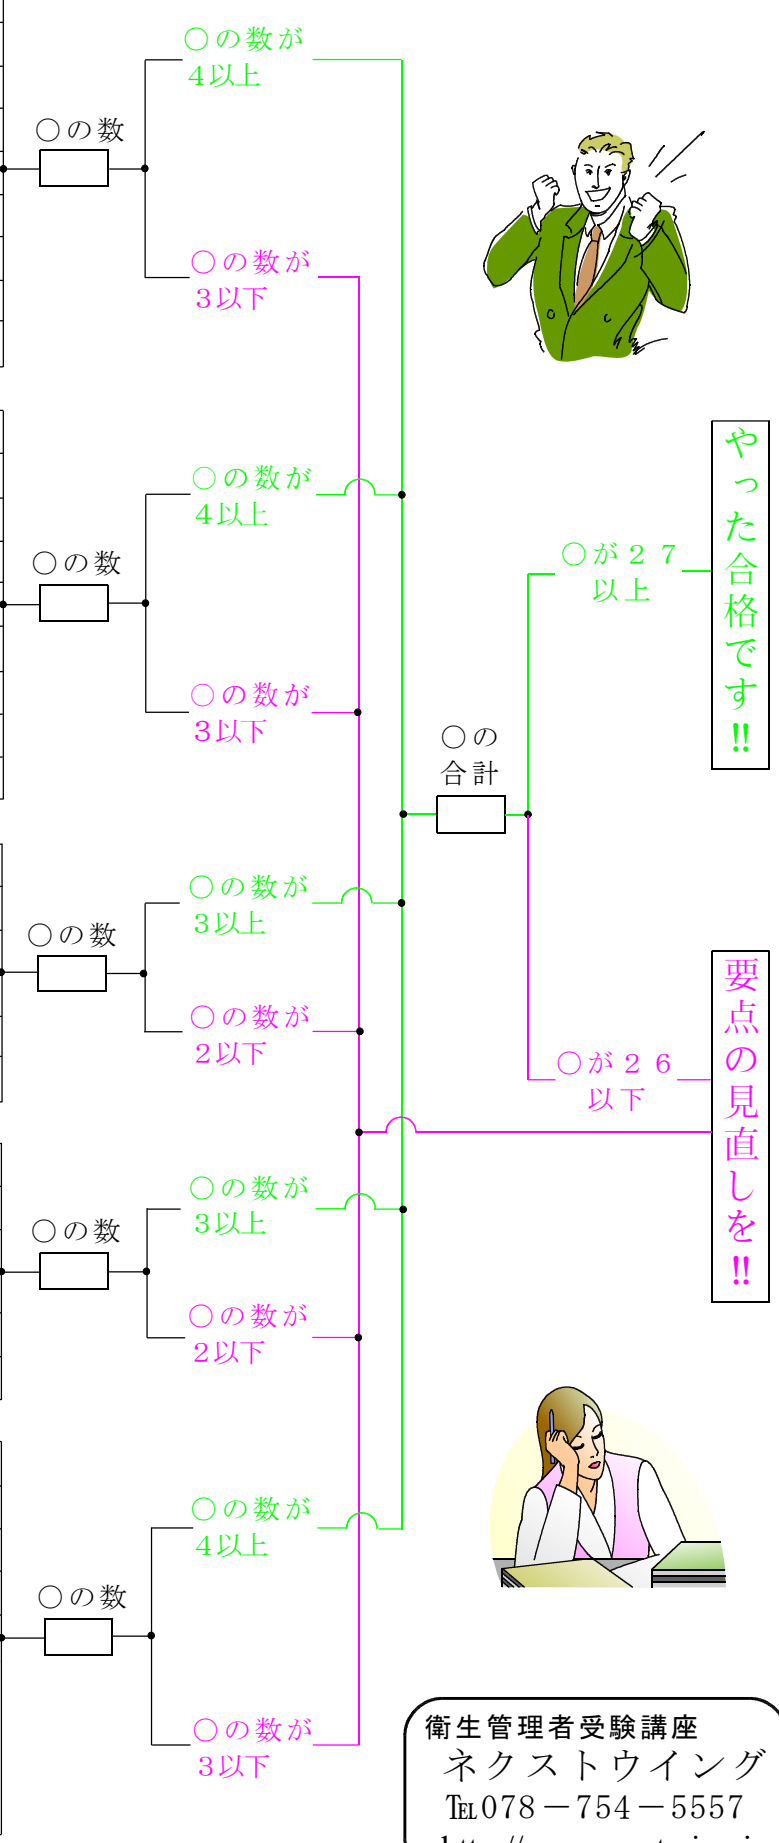 ○の数が
4以上
○の数
○の数が
3以下
○の数が
4以上
○の数
○の数が
3以下
○の数が
3以上
○の数
○の数が
2以下
○の数が
3以上
○の数
○の数が
2以下
○の数が
4以上
○の数
○の数が
3以下
○の
合計
○が２７
以上
○が２６
以下
やった合格です!!
要点の見直しを!!
衛生管理者受験講座
ネクストウイング
℡078－754－5557